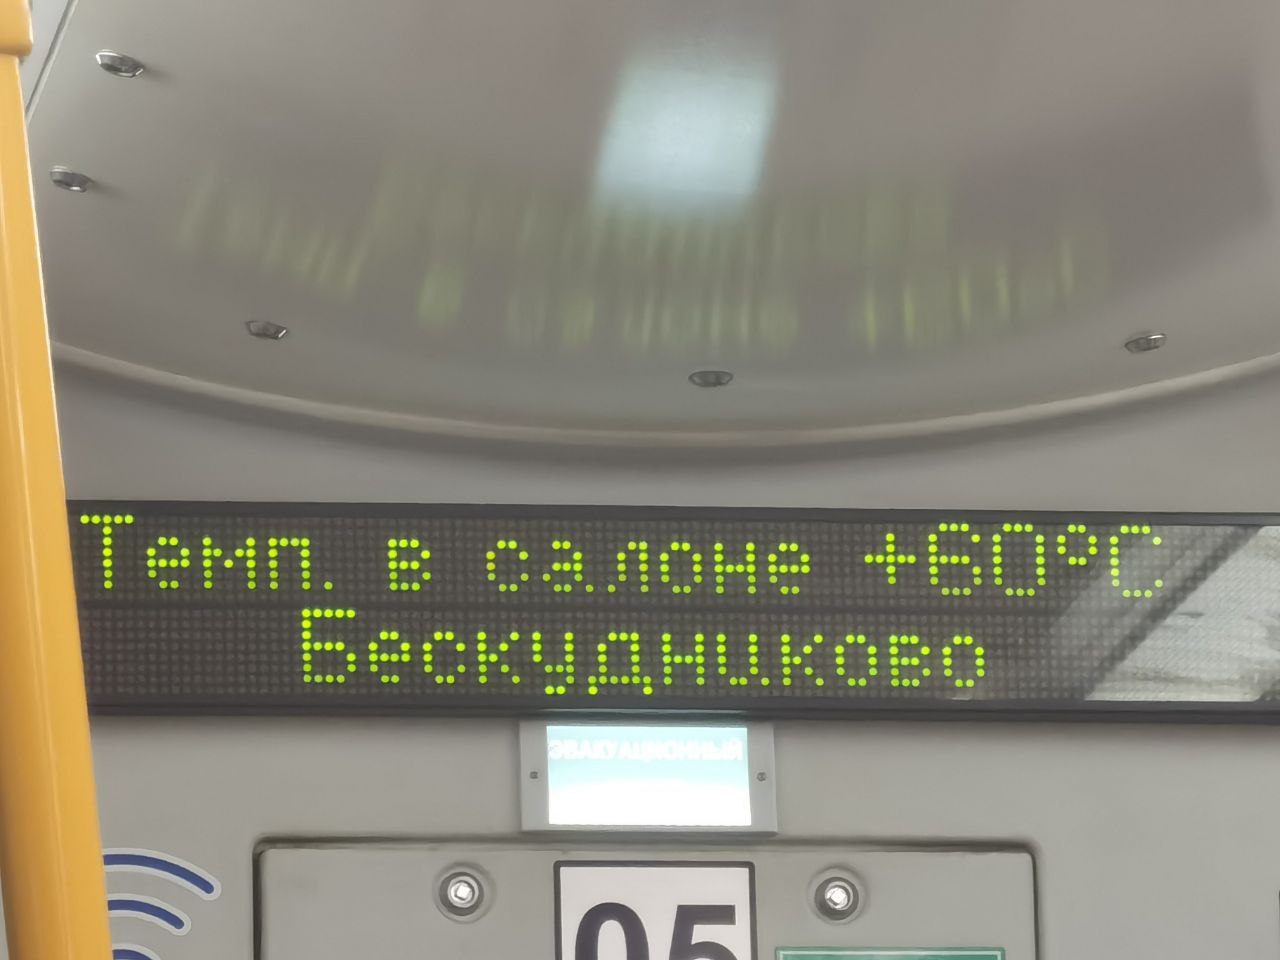 Темп. в салоне +60°C
Бескудниково
ЭВАКУАЦИОННЫЙ
05